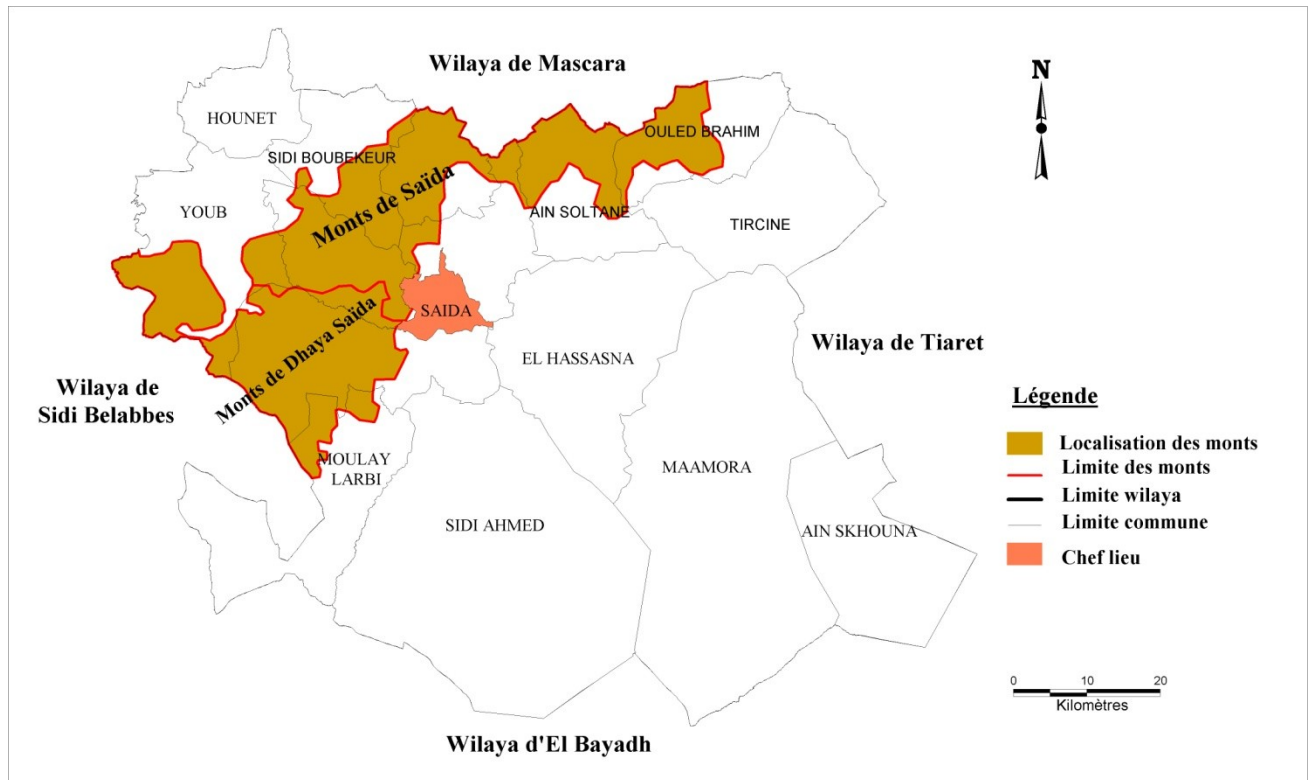 Wilaya de Mascara
N
HOUNET
OULED BRAHIM
SIDI BOUBEKEUR
Monts de Saïda
YOUB
AIN SOLTANE
TIRCINE
SAIDA
Monts de Dhaya Saïda
EL HASSASNA
Wilaya de Tiaret
Wilaya de
Sidi Belabbes
MOULAY
LARBI
MAAMORA
SIDI AHMED
AIN SKHOUNA
Légende
Localisation des monts
Limite des monts
Limite wilaya
Limite commune
Chef lieu
0 10 20
Kilomètres
Wilaya d'El Bayadh